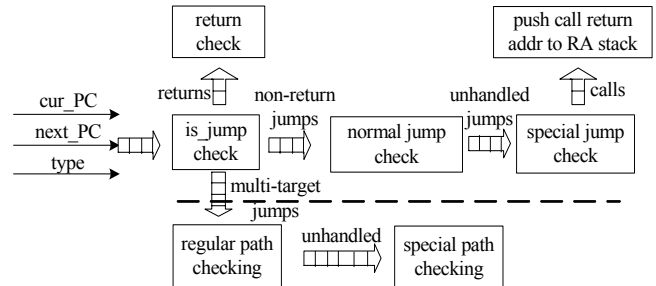 return
check
push call return
addr to RA stack
returns
non-return
jumps
unhandled
jumps
calls
cur_PC
next_PC
type
is_jump
check
normal jump
check
special jump
check
multi-target
jumps
regular path
checking
unhandled
special path
checking